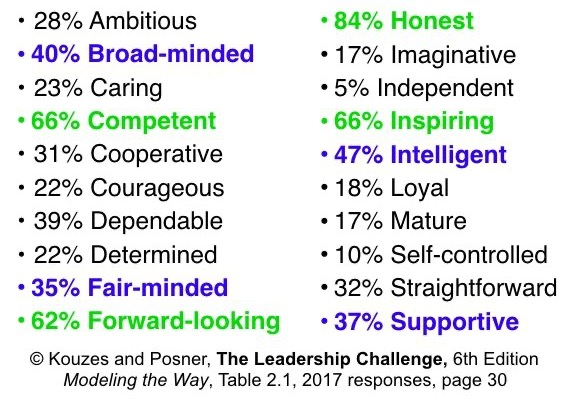 • 28% Ambitious
• 40% Broad-minded
• 23% Caring
• 66% Competent
• 31% Cooperative
• 22% Courageous
• 39% Dependable
• 22% Determined
• 35% Fair-minded
• 62% Forward-looking
• 84% Honest
• 17% Imaginative
• 5% Independent
• 66% Inspiring
• 47% Intelligent
• 18% Loyal
• 17% Mature
• 10% Self-controlled
• 32% Straightforward
• 37% Supportive
© Kouzes and Posner, The Leadership Challenge, 6th Edition
Modeling the Way, Table 2.1, 2017 responses, page 30